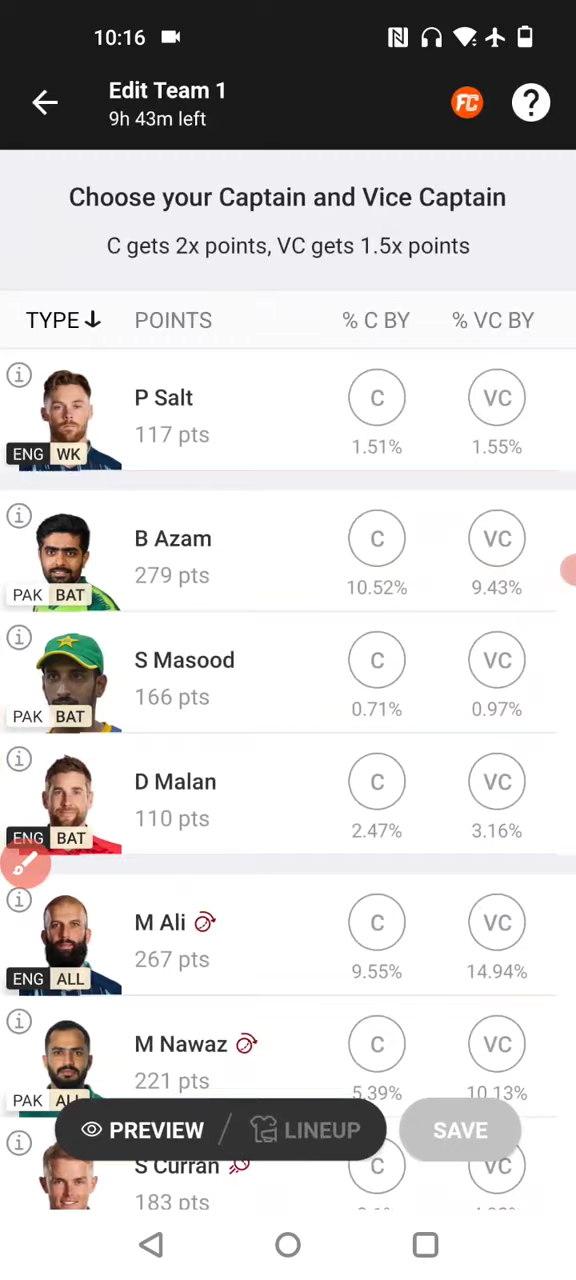 10:16
Edit Team 1
9h 43m left
FC
?
Choose your Captain and Vice Captain
C gets 2x points, VC gets 1.5x points
TYPE POINTS % C BY % VC BY
P Salt
117 pts
C
1.51%
VC
1.55%
ENG WK
B Azam
279 pts
C
10.52%
VC
9.43%
PAK BAT
S Masood
166 pts
C
0.71%
VC
0.97%
PAK BAT
D Malan
110 pts
C
2.47%
VC
3.16%
ENG BAT
M Ali
267 pts
C
9.55%
VC
14.94%
ENG ALL
M Nawaz
221 pts
C
5.39%
VC
10.13%
PAK ALL
PREVIEW / LINEUP SAVE
S Curran
183 pts
C
VC